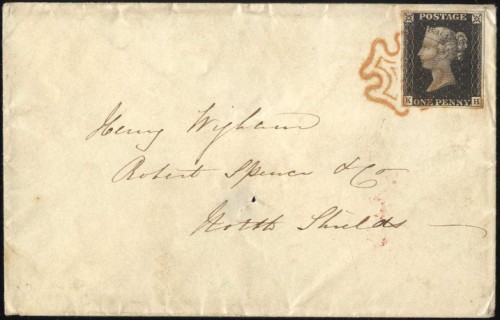 POSTAGE
K H
ONE PENNY
Henry Wigham
Robert Spence & Co
North Shields